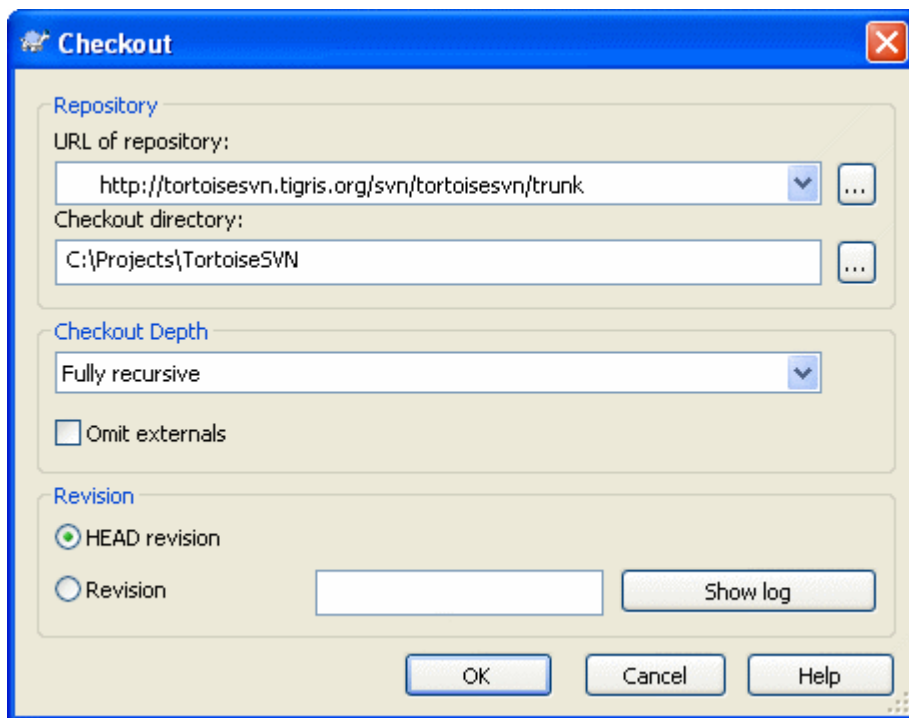 Checkout
Repository
URL of repository:
http://tortoisesvn.tigris.org/svn/tortoisesvn/trunk
...
Checkout directory:
C:\Projects\TortoiseSVN
...
Checkout Depth
Fully recursive
Omit externals
Revision
HEAD revision
Revision
Show log
OK Cancel Help